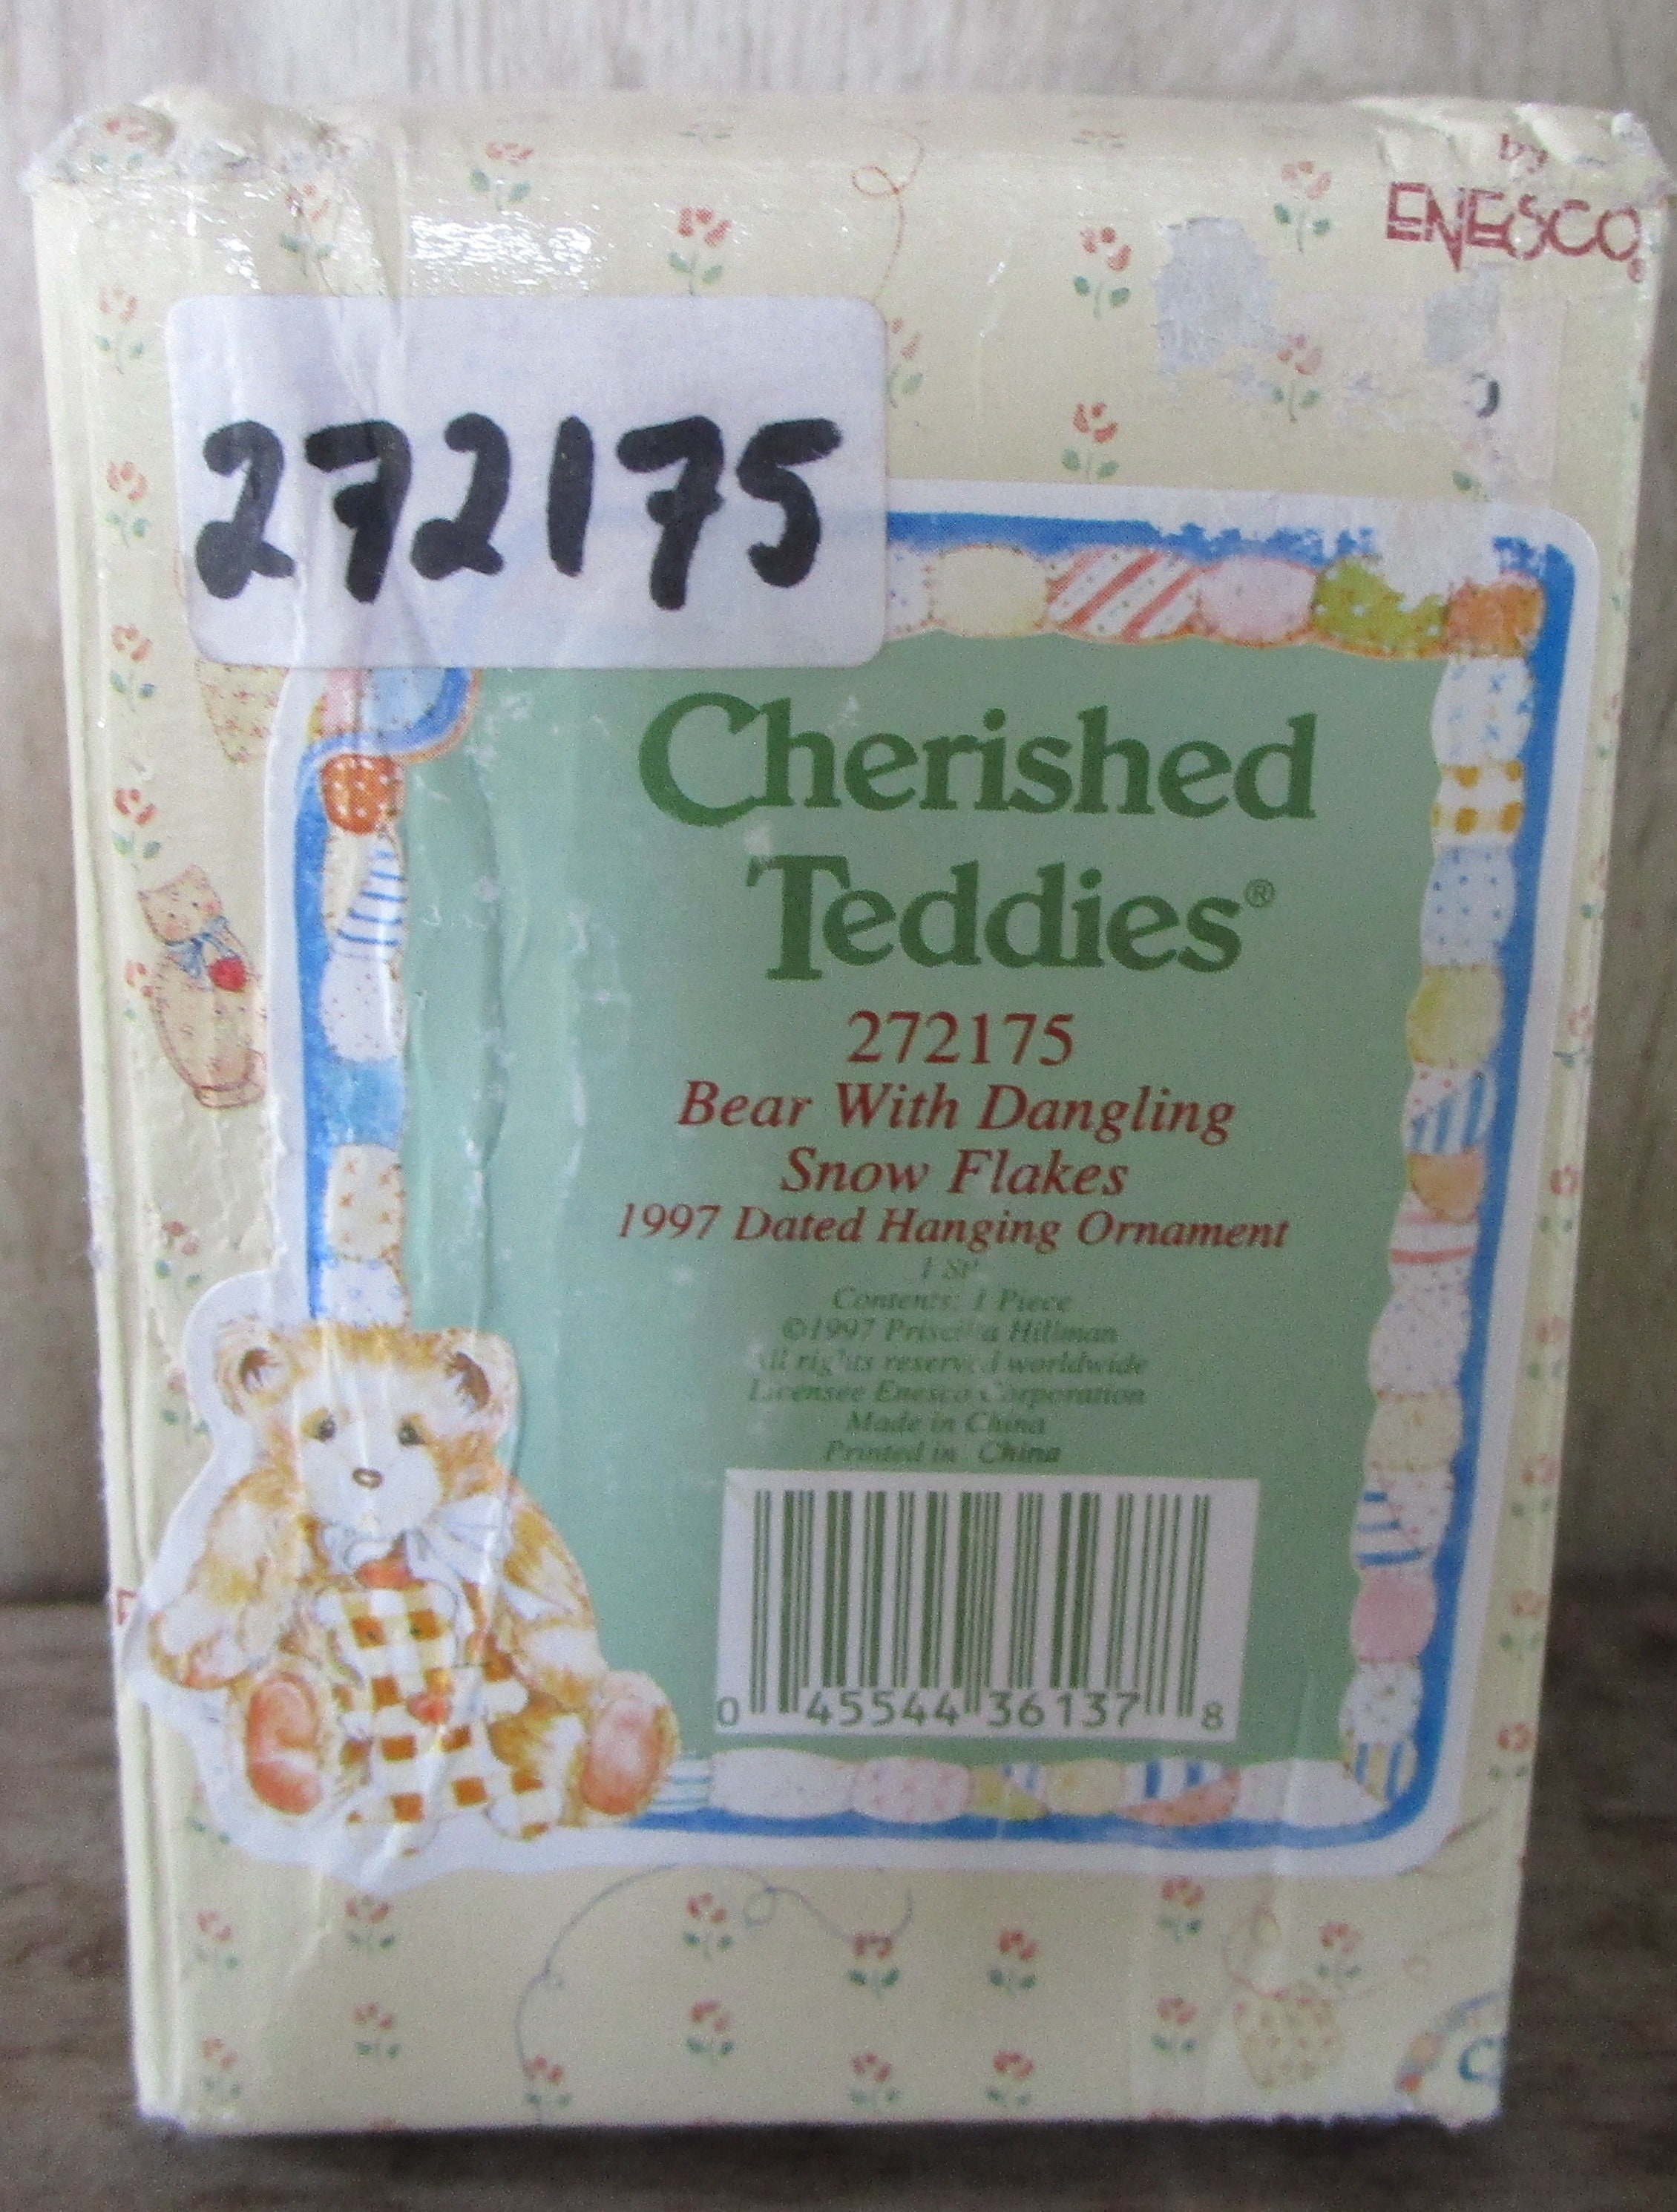 by
ENESCO®
272175
Cherished
Teddies®
272175
Bear With Dangling
Snow Flakes
1997 Dated Hanging Ornament
Contents: 1 Piece
©1997 Priscilla Hillman
All rights reserved worldwide
Licensee Enesco Corporation
Made in China
Printed in China
0 45544 36137 8